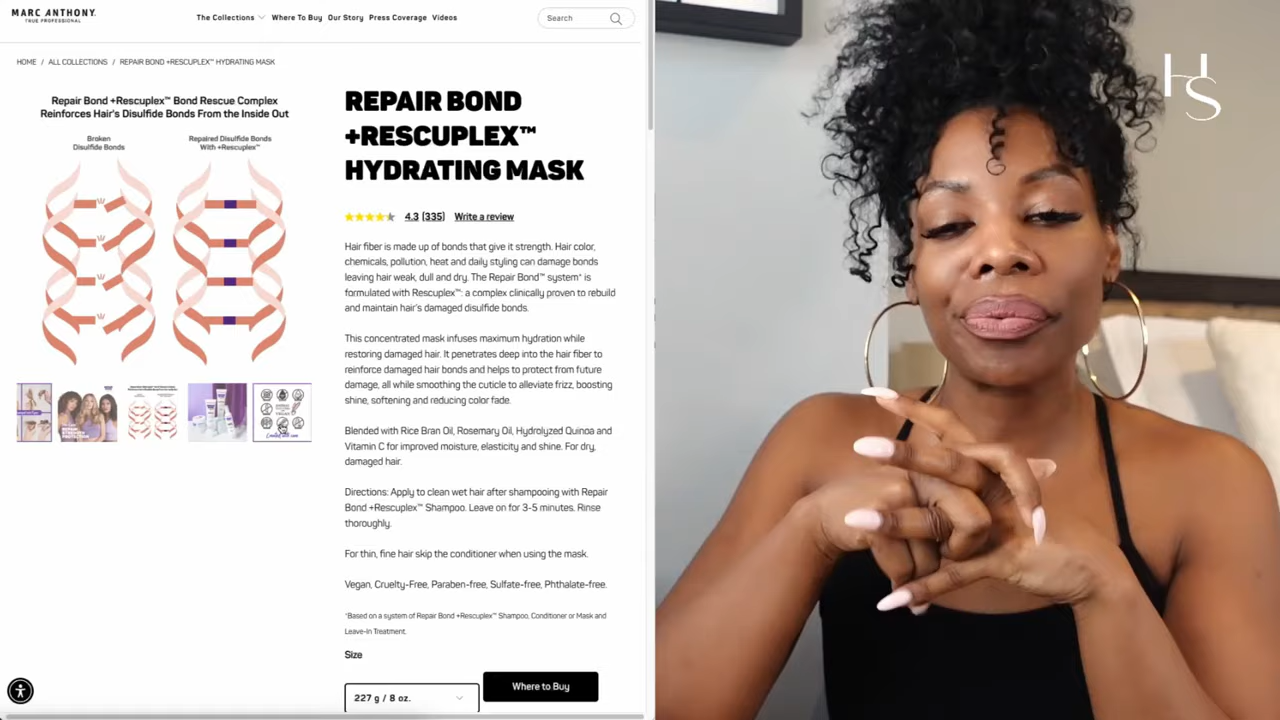 MARC ANTHONY.
TRUE PROFESSIONAL
The Collections Where To Buy Our Story Press Coverage Videos
Search
HOME / ALL COLLECTIONS / REPAIR BOND +RESCUPLEX™ HYDRATING MASK
Repair Bond +Rescuplex™ Bond Rescue Complex
Reinforces Hair's Disulfide Bonds From the Inside Out
Broken
Disulfide Bonds
Repaired Disulfide Bonds
With +Rescuplex™
REPAIR BOND
+RESCUPLEX™
HYDRATING MASK
4.3 (335) Write a review
Hair fiber is made up of bonds that give it strength. Hair color,
chemicals, pollution, heat and daily styling can damage bonds
leaving hair weak, dull and dry. The Repair Bond™ system* is
formulated with Rescuplex™: a complex clinically proven to rebuild
and maintain hair's damaged disulfide bonds.
This concentrated mask infuses maximum hydration while
restoring damaged hair. It penetrates deep into the hair fiber to
reinforce damaged hair bonds and helps to protect from future
damage, all while smoothing the cuticle to alleviate frizz, boosting
shine, softening and reducing color fade.
Blended with Rice Bran Oil, Rosemary Oil, Hydrolyzed Quinoa and
Vitamin C for improved moisture, elasticity and shine. For dry,
damaged hair.
Directions: Apply to clean wet hair after shampooing with Repair
Bond +Rescuplex™ Shampoo. Leave on for 3-5 minutes. Rinse
thoroughly.
For thin, fine hair skip the conditioner when using the mask.
Vegan, Cruelty-Free, Paraben-free, Sulfate-free, Phthalate-free.
*Based on a system of Repair Bond +Rescuplex™ Shampoo, Conditioner or Mask and
Leave-In Treatment.
Size
227 g / 8 oz.
Where to Buy
HS